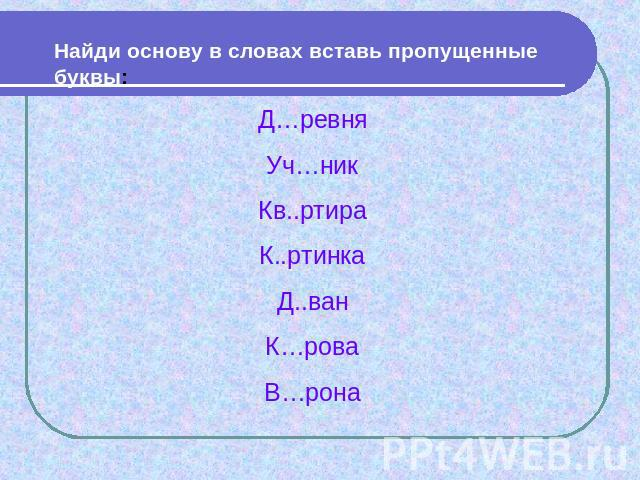 Найди основу в словах вставь пропущенные
буквы:
Д…ревня
Уч…ник
Кв..ртира
К..ртинка
Д..ван
К…рова
В…рона
PPt4WEB.ru